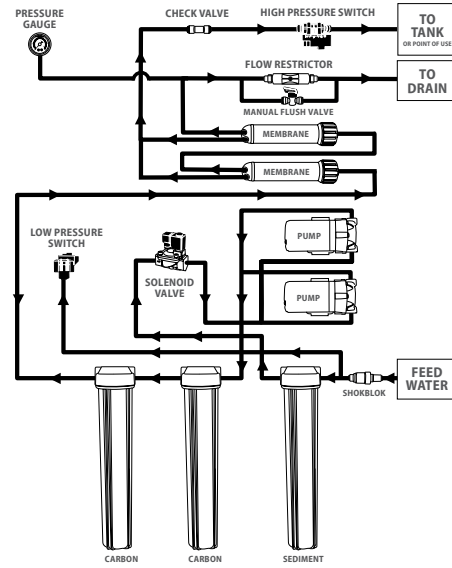 PRESSURE
GAUGE
CHECK VALVE
HIGH PRESSURE SWITCH
TO
TANK
OR POINT OF USE
FLOW RESTRICTOR
TO
DRAIN
MANUAL FLUSH VALVE
MEMBRANE
MEMBRANE
LOW PRESSURE
SWITCH
SOLENOID
VALVE
PUMP
PUMP
FEED
WATER
SHOKBLOK
CARBON
CARBON
SEDIMENT